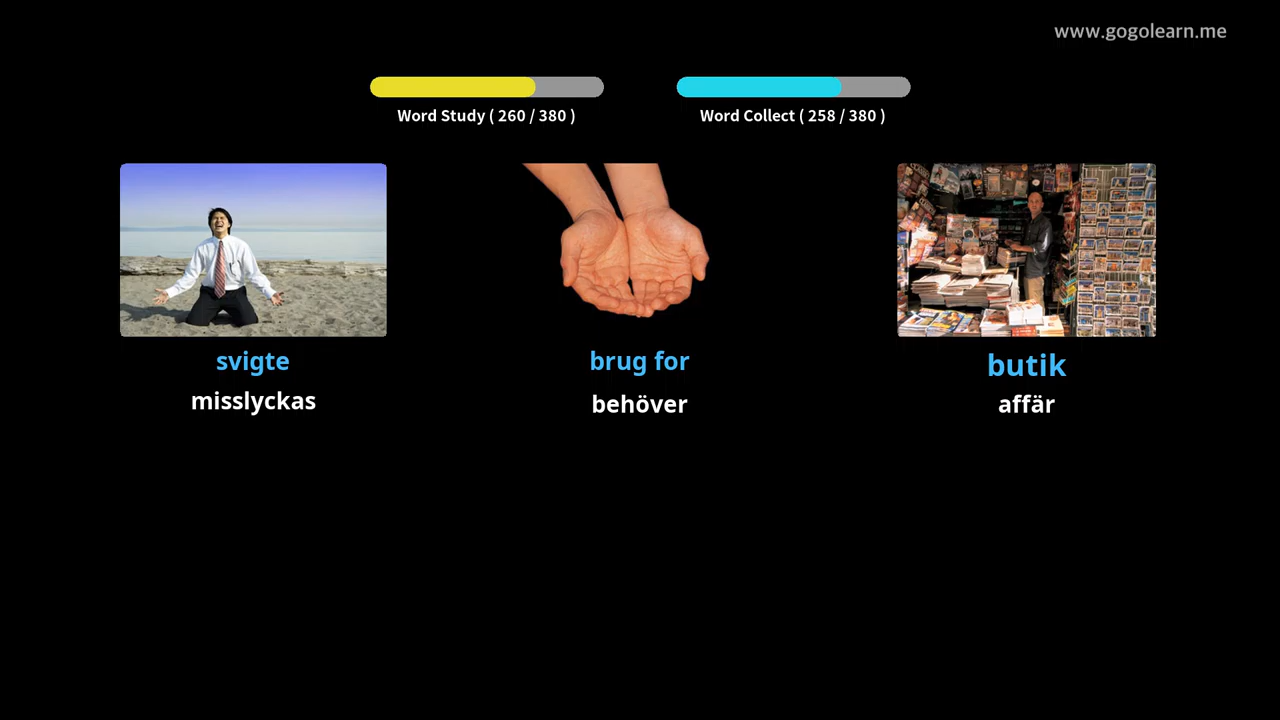 www.gogolearn.me
Word Study ( 260 / 380 )
Word Collect ( 258 / 380 )
svigte
misslyckas
brug for
behöver
butik
affär